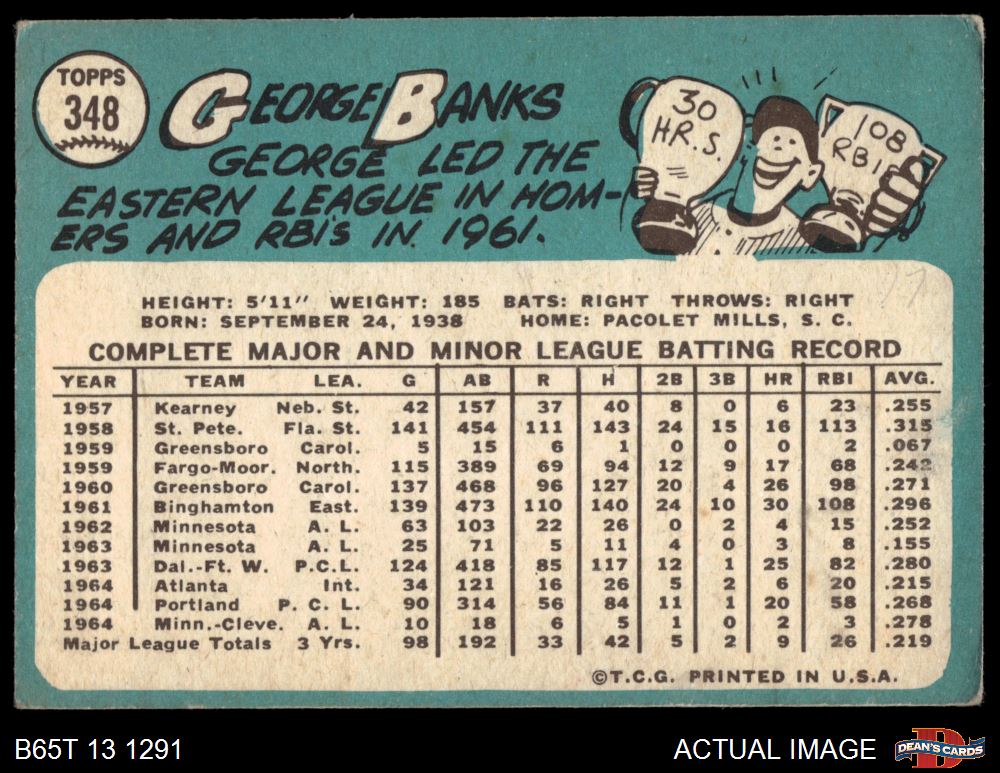 TOPPS
348
GEORGE BANKS
GEORGE LED THE
EASTERN LEAGUE IN HOM-
ERS AND RBI'S IN 1961.
30
HR.S.
108
RBI
HEIGHT: 5'11" WEIGHT: 185 BATS: RIGHT THROWS: RIGHT
BORN: SEPTEMBER 24, 1938 HOME: PACOLET MILLS, S. C.
COMPLETE MAJOR AND MINOR LEAGUE BATTING RECORD
YEAR TEAM LEA. G AB R H 2B 3B HR RBI AVG.
1957 Kearney Neb. St. 42 157 37 40 8 0 6 23 .255
1958 St. Pete. Fla. St. 141 454 111 143 24 15 16 113 .315
1959 Greensboro Carol. 5 15 6 1 0 0 0 2 .067
1959 Fargo-Moor. North. 115 389 69 94 12 9 17 68 .242
1960 Greensboro Carol. 137 468 96 127 20 4 26 98 .271
1961 Binghamton East. 139 473 110 140 24 10 30 108 .296
1962 Minnesota A. L. 63 103 22 26 0 2 4 15 .252
1963 Minnesota A. L. 25 71 5 11 4 0 3 8 .155
1963 Dal.-Ft. W. P.C.L. 124 418 85 117 12 1 25 82 .280
1964 Atlanta Int. 34 121 16 26 5 2 6 20 .215
1964 Portland P. C. L. 90 314 56 84 11 1 20 58 .268
1964 Minn.-Cleve. A. L. 10 18 6 5 1 0 2 3 .278
Major League Totals 3 Yrs. 98 192 33 42 5 2 9 26 .219
©T.C.G. PRINTED IN U.S.A.
B65T 13 1291
ACTUAL IMAGE
DEAN'S CARDS